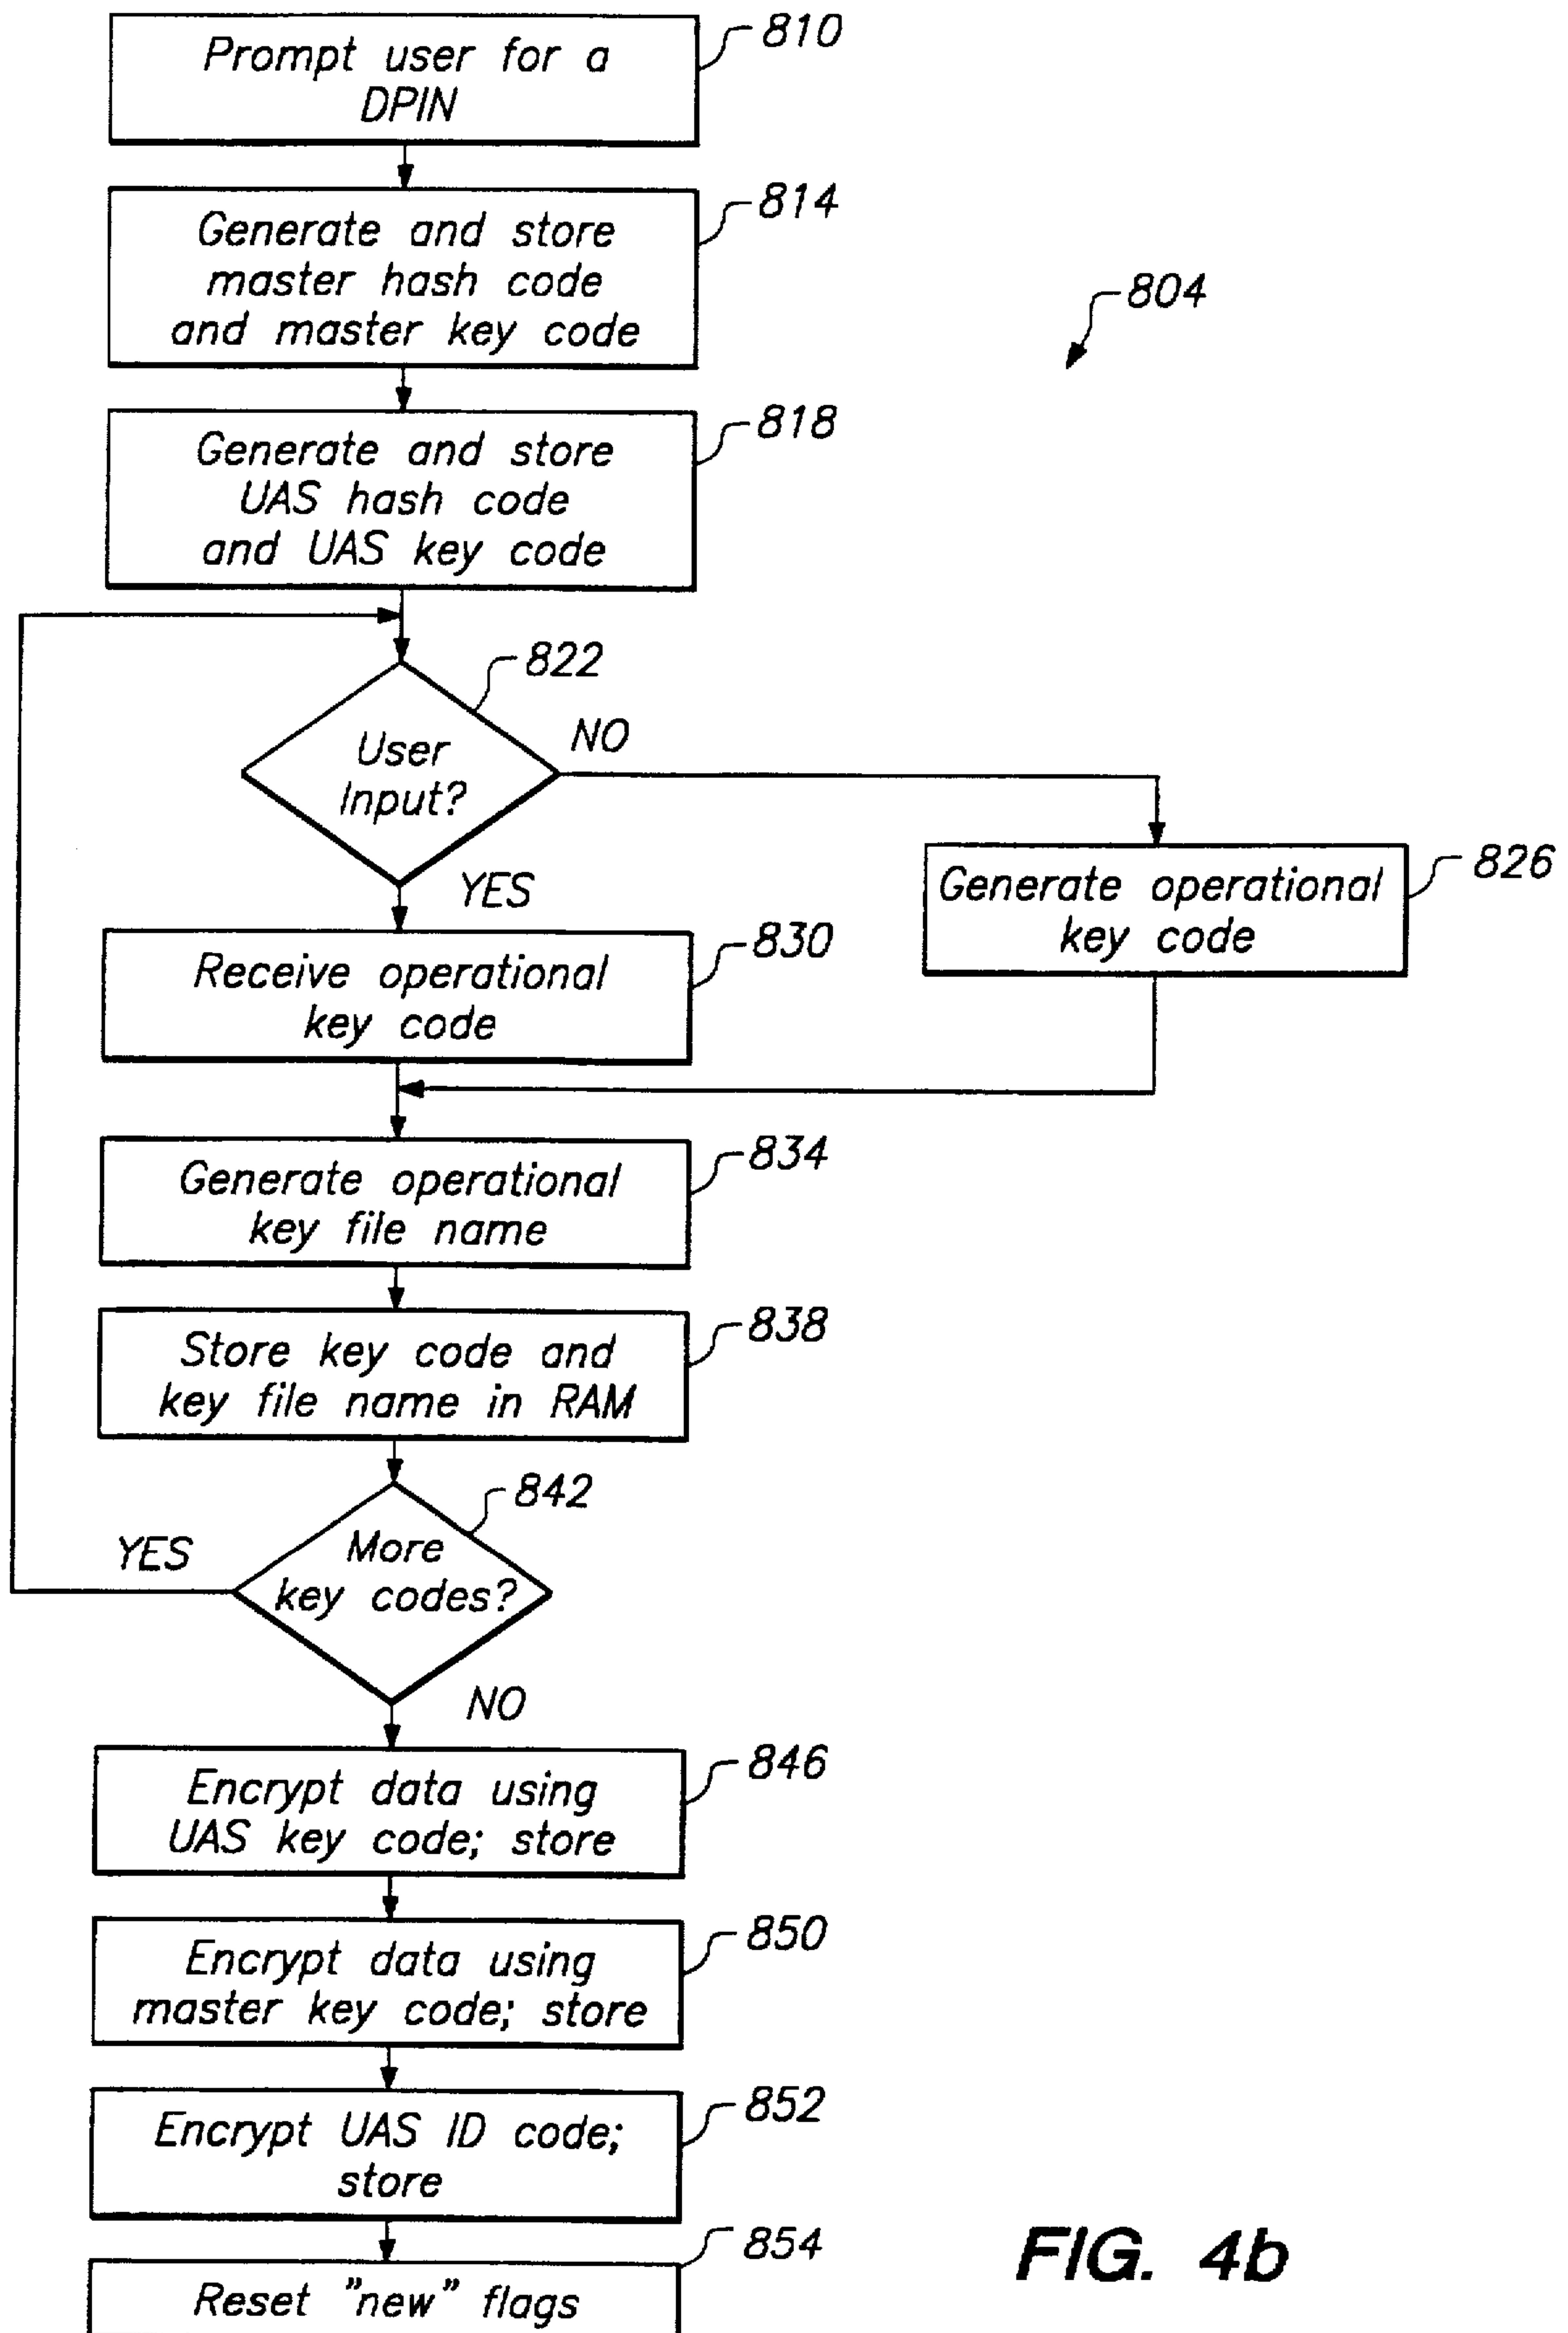 Prompt user for a
DPIN
810
Generate and store
master hash code
and master key code
814
804
Generate and store
UAS hash code
and UAS key code
818
User
Input?
822
NO
YES
Generate operational
key code
826
Receive operational
key code
830
Generate operational
key file name
834
Store key code and
key file name in RAM
838
More
key codes?
842
YES
NO
Encrypt data using
UAS key code; store
846
Encrypt data using
master key code; store
850
Encrypt UAS ID code;
store
852
Reset "new" flags
854
FIG. 4b